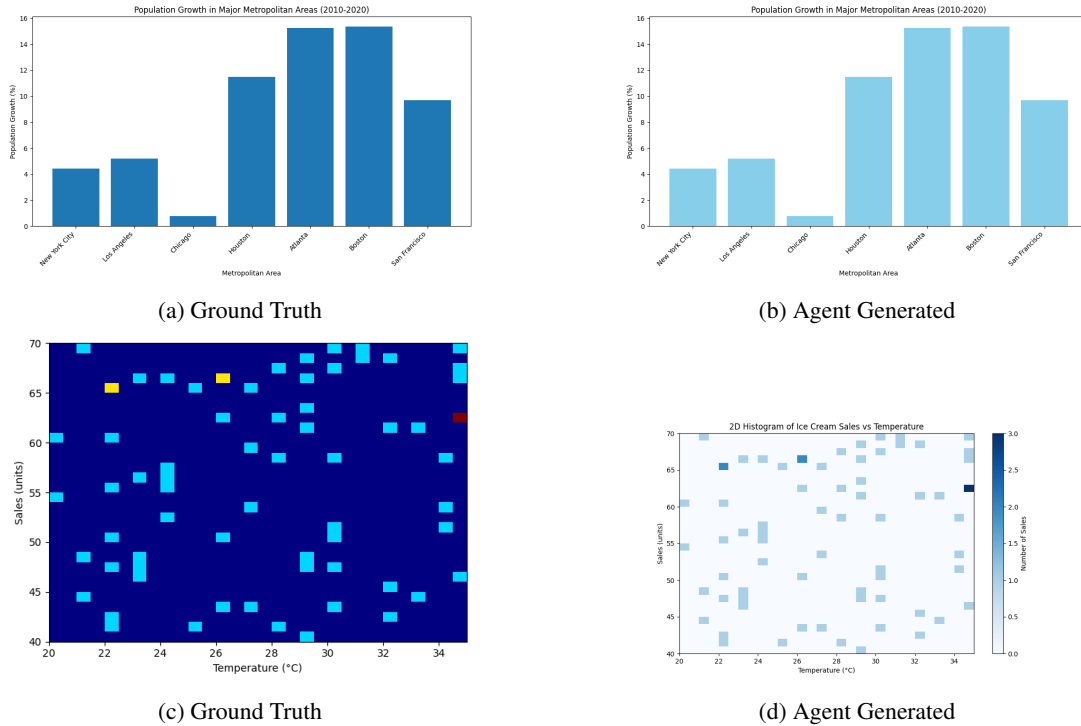 Population Growth in Major Metropolitan Areas (2010-2020)
Population Growth (%)
16
14
12
10
8
6
4
2
0
New York City
Los Angeles
Chicago
Houston
Atlanta
Boston
San Francisco
Metropolitan Area
(a) Ground Truth
Population Growth in Major Metropolitan Areas (2010-2020)
Population Growth (%)
16
14
12
10
8
6
4
2
0
New York City
Los Angeles
Chicago
Houston
Atlanta
Boston
San Francisco
Metropolitan Area
(b) Agent Generated
Sales (units)
70
65
60
55
50
45
40
20 22 24 26 28 30 32 34
Temperature (°C)
(c) Ground Truth
2D Histogram of Ice Cream Sales vs Temperature
Sales (units)
70
65
60
55
50
45
40
20 22 24 26 28 30 32 34
Temperature (°C)
3.0
2.5
2.0
1.5
1.0
0.5
0.0
Number of Sales
(d) Agent Generated